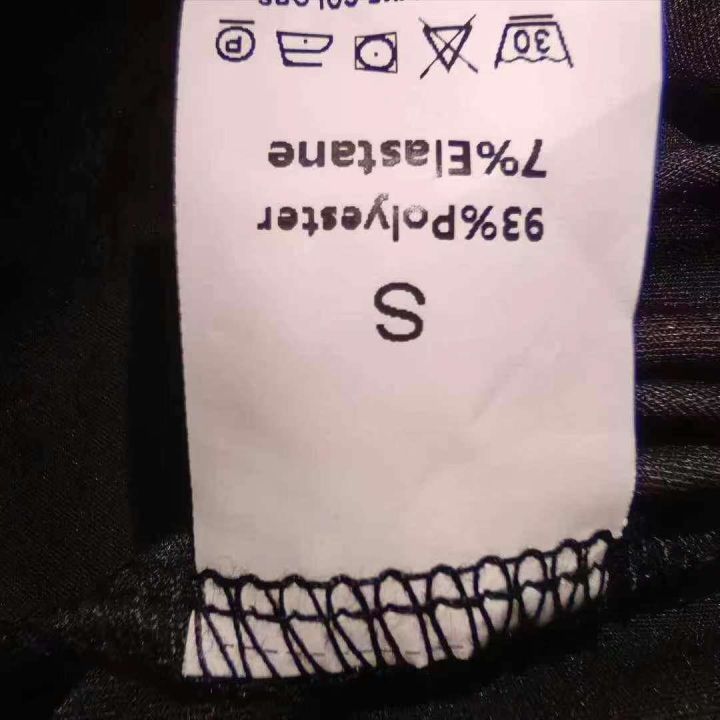 S
93%Polyester
7%Elastane
30 P